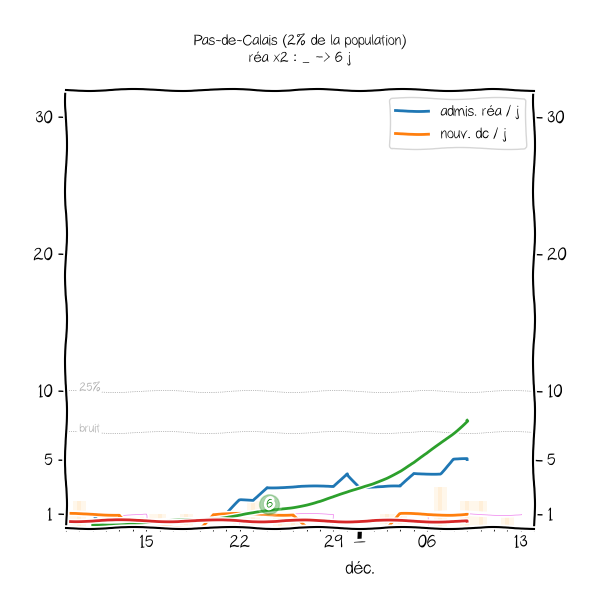 Pas-de-Calais (2% de la population)
réa x2 : _ -> 6 j
admis. réa / j
nouv. dc / j
30 30
20 20
25%
10 10
bruit
5 5
6
1 1
15 22 29 _ 06 13
déc.